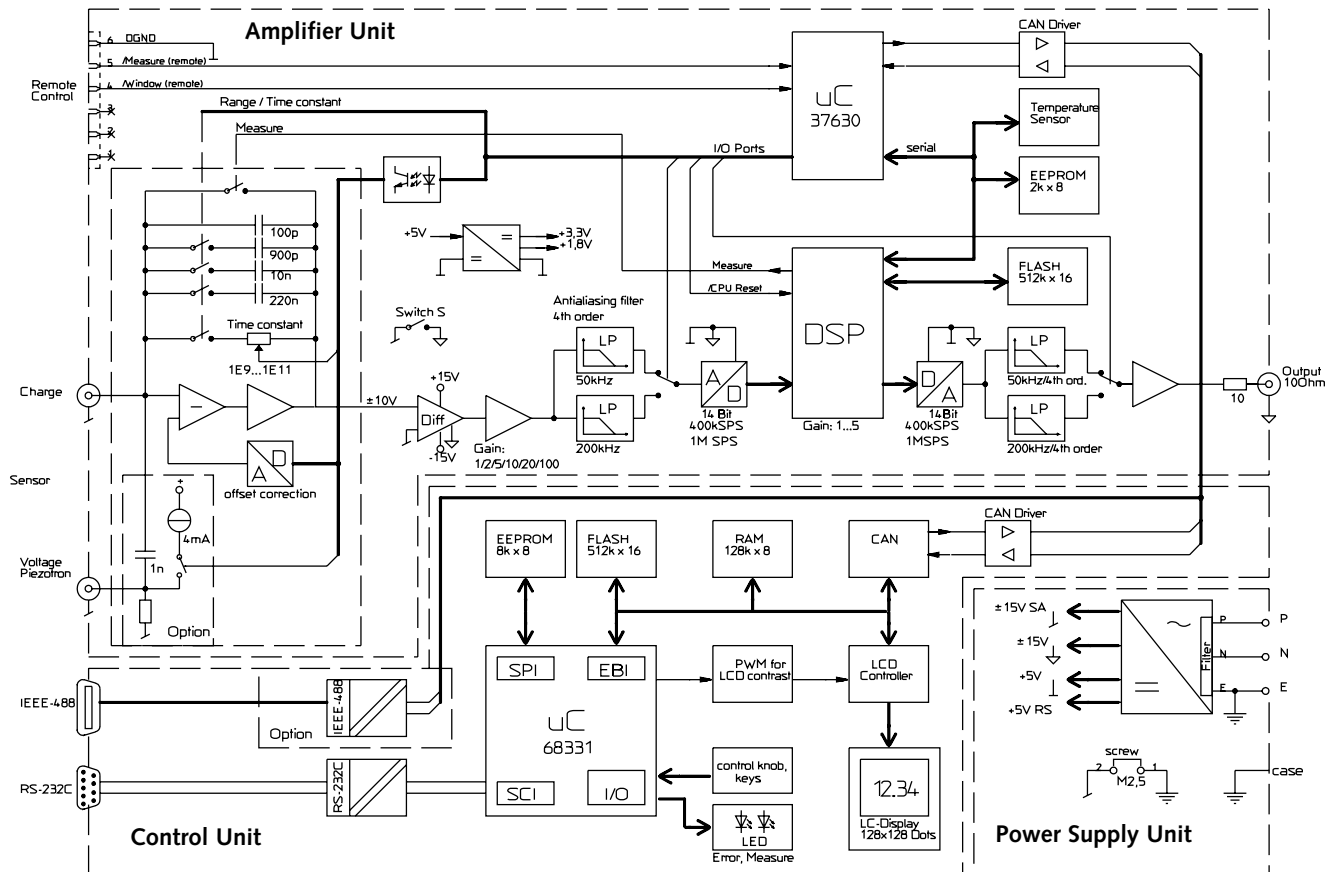 Amplifier Unit
CAN Driver
6 DGND
5 /Measure (remote)
4 /Window (remote)
3
2
1
Remote
Control
Range / Time constant
Measure
uC
37630
I/O Ports
serial
Temperature
Sensor
EEPROM
2k x 8
100p
900p
10n
220n
Time constant
1E9...1E11
+5V
=
=
+3,3V
+1,8V
Switch S
Measure
/CPU Reset
DSP
Gain: 1...5
FLASH
512k x 16
Antialiasing filter
4th order
LP
50kHz
LP
200kHz
A
D
14 Bit
400kSPS
1M SPS
D
A
14Bit
400kSPS
1MSPS
LP
50kHz/4th ord.
LP
200kHz/4th order
10
Output
10Ohm
Charge
–
±10V
+15V
Diff
-15V
Gain:
1/2/5/10/20/100
D
A
offset correction
Sensor
+
4mA
1n
Voltage
Piezotron
Option
EEPROM
8k x 8
FLASH
512k x 16
RAM
128k x 8
CAN
CAN Driver
SPI
EBI
uC
68331
SCI
I/O
PWM for
LCD contrast
LCD
Controller
control knob,
keys
LED
Error, Measure
12.34
LC-Display
128x128 Dots
IEEE-488
IEEE-488
Option
RS-232C
RS-232C
Control Unit
±15V SA
±15V
+5V
+5V RS
~
=
Filter
P
N
E
P
N
E
screw
2
1
M2,5
case
Power Supply Unit